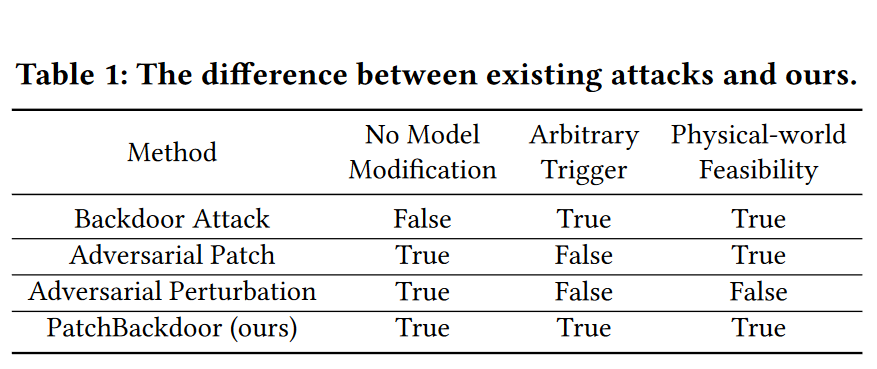 Table 1: The difference between existing attacks and ours.
Method No Model Modification Arbitrary Trigger Physical-world Feasibility
Backdoor Attack False True True
Adversarial Patch True False True
Adversarial Perturbation True False False
PatchBackdoor (ours) True True True